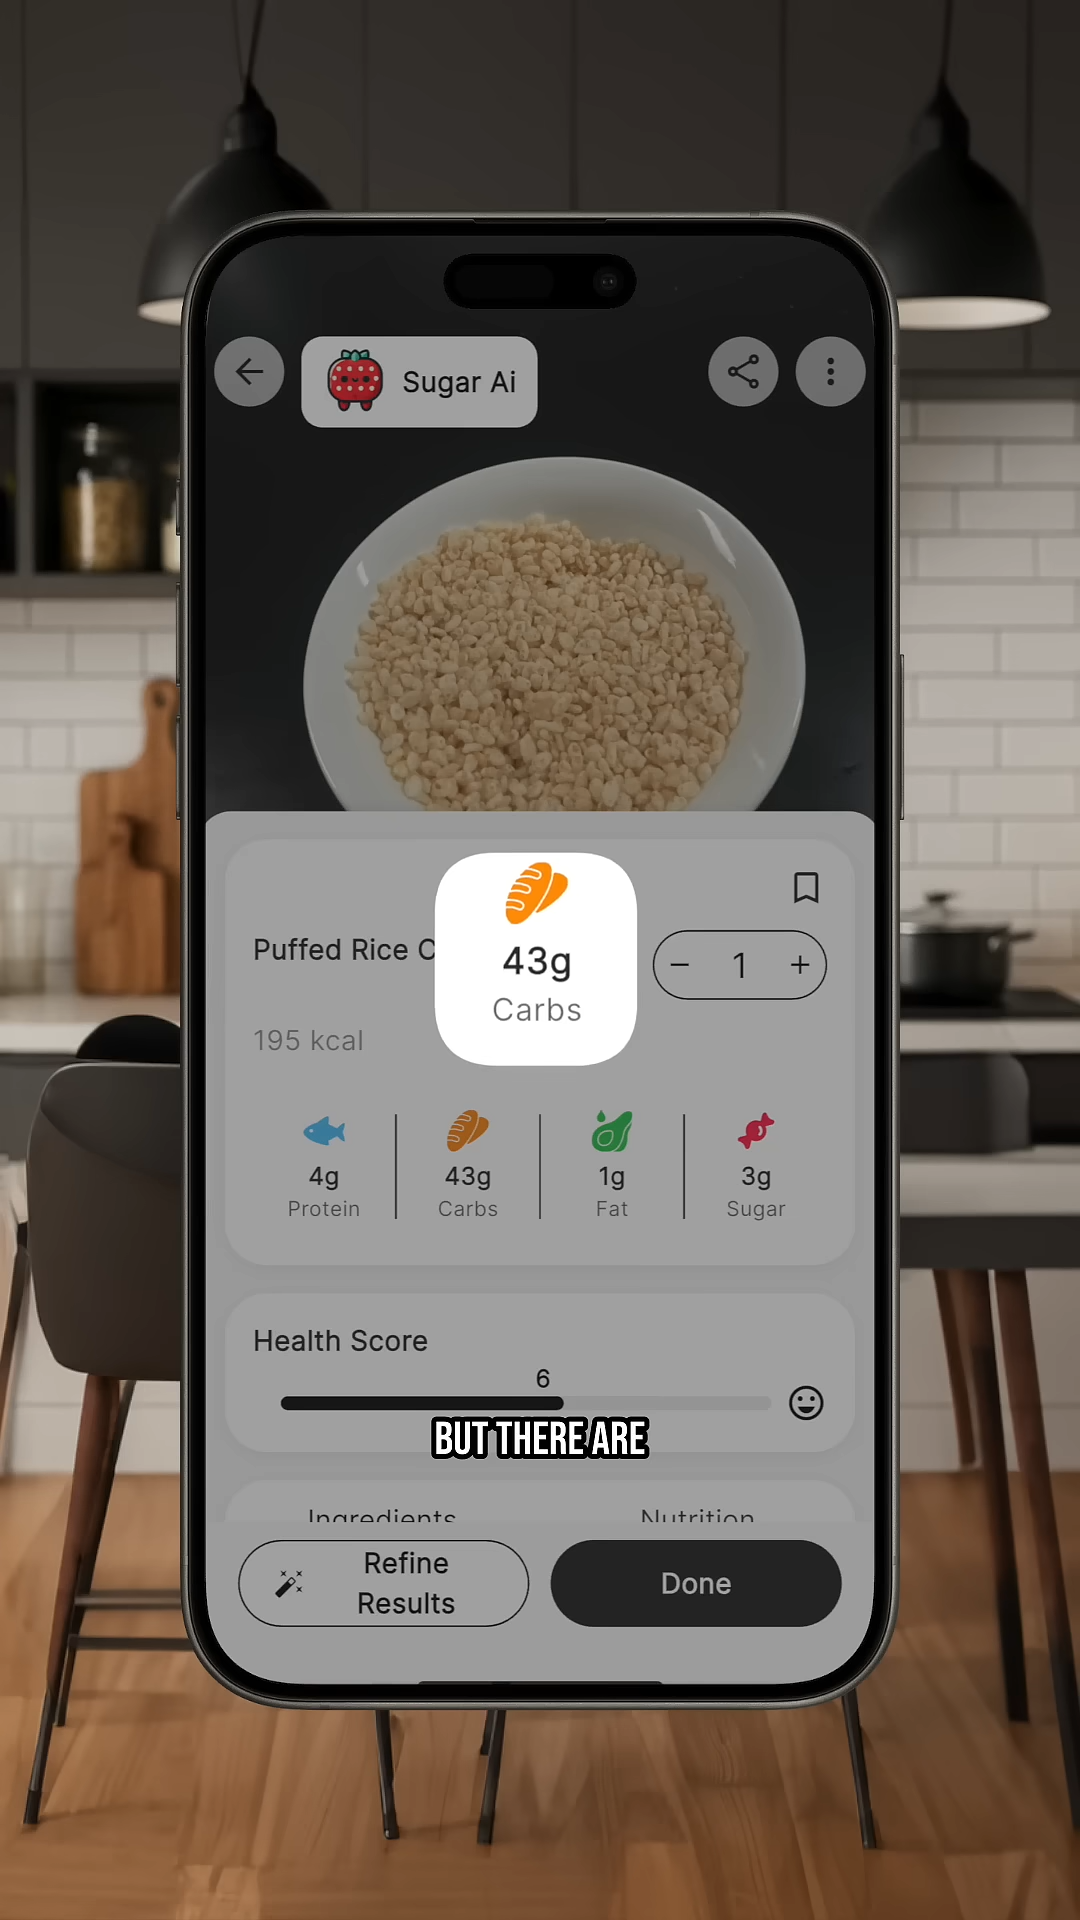 Sugar Ai
Puffed Rice C
43g
Carbs
1
195 kcal
4g
Protein
43g
Carbs
1g
Fat
3g
Sugar
Health Score
6
BUT THERE ARE
Ingredients
Nutrition
Refine
Results
Done